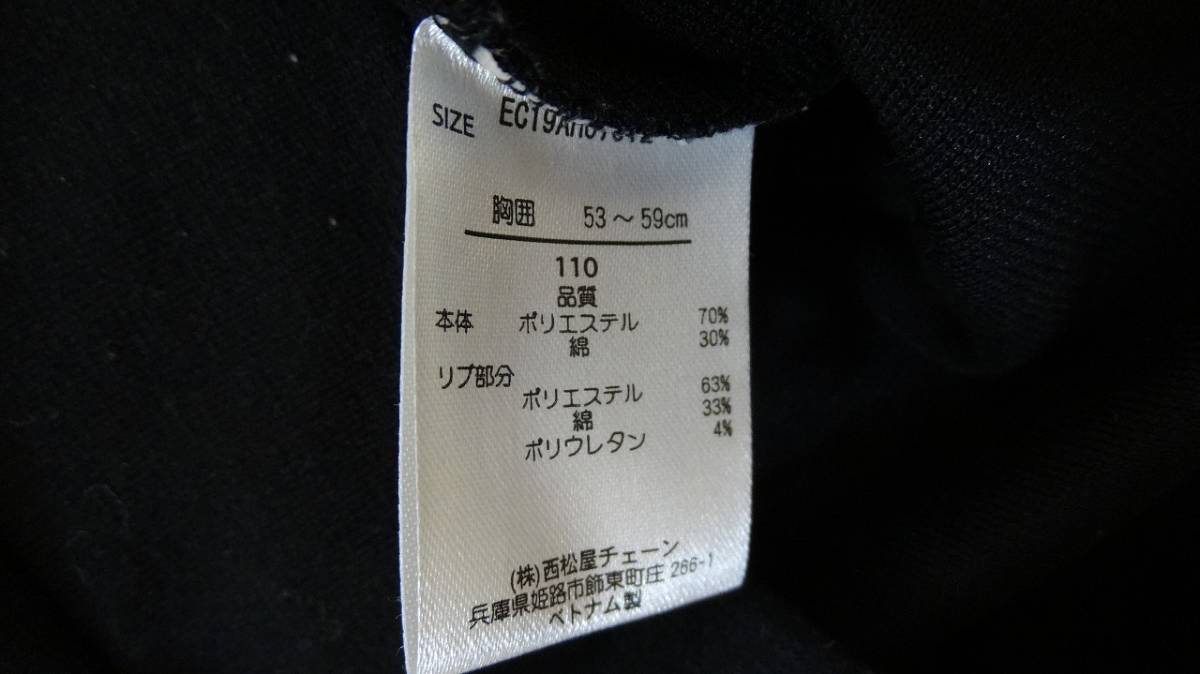 SIZE
胸囲 53～59cm
110
品質
本体 ポリエステル 70%
綿 30%
リブ部分
ポリエステル 63%
綿 33%
ポリウレタン 4%
(株)西松屋チェーン
兵庫県姫路市飾東町庄 266-1
ベトナム製